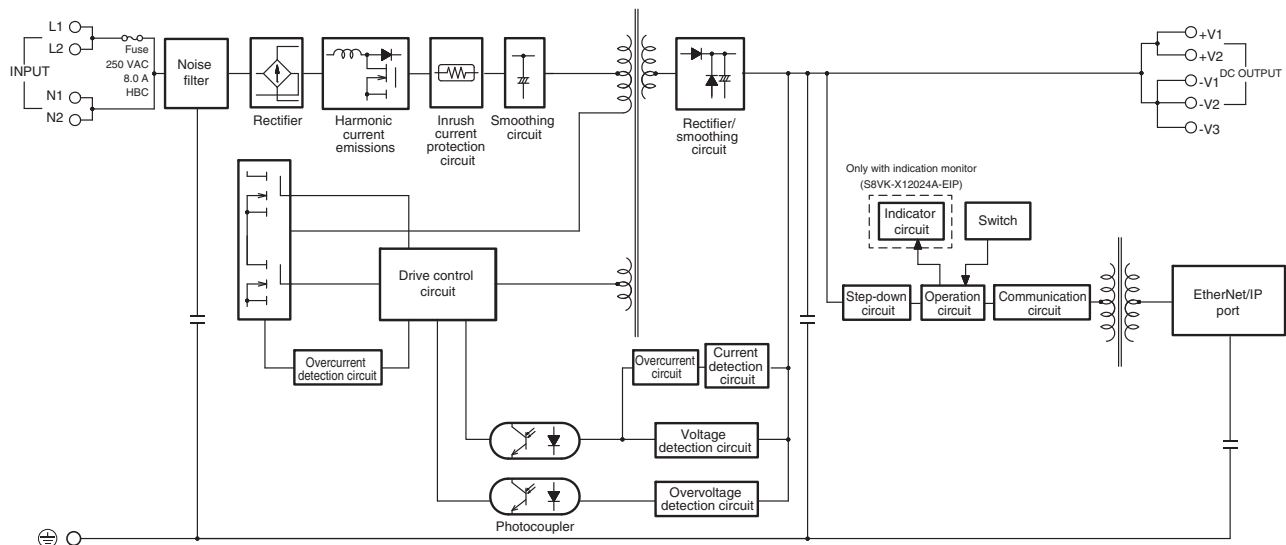 L1
L2
INPUT
N1
N2
Fuse
250 VAC
8.0 A
HBC
Noise
filter
Rectifier
Harmonic
current
emissions
Inrush
current
protection
circuit
Smoothing
circuit
Rectifier/
smoothing
circuit
+V1
+V2
DC OUTPUT
-V1
-V2
-V3
Only with indication monitor
(S8VK-X12024A-EIP)
Indicator
circuit
Switch
Drive control
circuit
Step-down
circuit
Operation
circuit
Communication
circuit
EtherNet/IP
port
Overcurrent
detection circuit
Overcurrent
circuit
Current
detection
circuit
Voltage
detection circuit
Overvoltage
detection circuit
Photocoupler